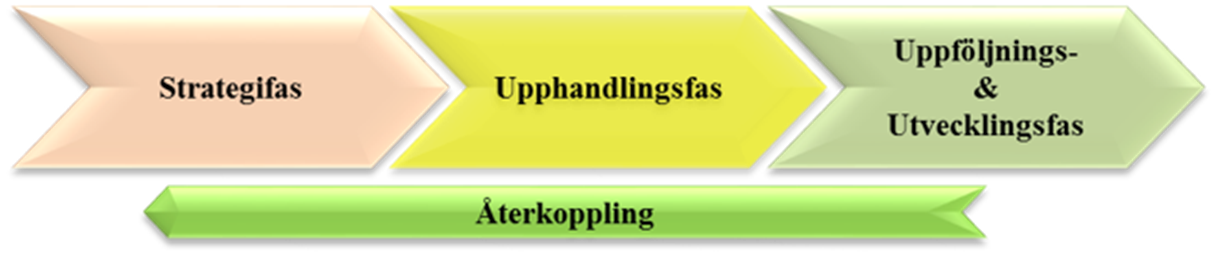 Strategifas
Upphandlingsfas
Uppföljnings-
&
Utvecklingsfas
Återkoppling